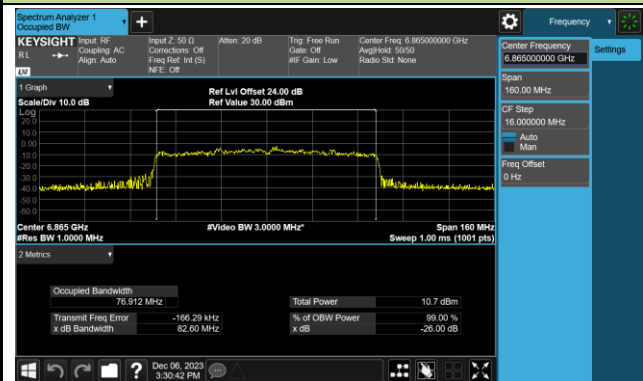 Spectrum Analyzer 1
Occupied BW
Frequency
KEYSIGHT
Input: RF
Coupling: AC
Align: Auto
Input Z: 50 Ω
Corrections: Off
Freq Ref: Int (S)
NFE: Off
Atten: 20 dB
Trig: Free Run
Gate: Off
#IF Gain: Low
Center Freq: 6.865000000 GHz
Avg|Hold: 50/50
Radio Std: None
R L
LXI
1 Graph
Scale/Div 10.0 dB
Ref Lvl Offset 24.00 dB
Ref Value 30.00 dBm
Log
20.0
10.0
0.00
-10.0
-20.0
-30.0
-40.0
-50.0
-60.0
Center 6.865 GHz
#Video BW 3.0000 MHz*
Span 160 MHz
#Res BW 1.0000 MHz
Sweep 1.00 ms (1001 pts)
2 Metrics
Occupied Bandwidth
76.912 MHz
Total Power 10.7 dBm
Transmit Freq Error -166.29 kHz
% of OBW Power 99.00 %
x dB Bandwidth 82.60 MHz
x dB -26.00 dB
Center Frequency
6.865000000 GHz
Settings
Span
160.00 MHz
CF Step
16.000000 MHz
Auto
Man
Freq Offset
0 Hz
?
Dec 06, 2023
3:30:42 PM